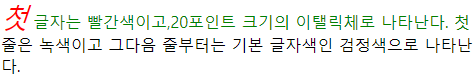 첫 글자는 빨간색이고,20포인트 크기의 이탤릭체로 나타난다. 첫
줄은 녹색이고 그다음 줄부터는 기본 글자색인 검정색으로 나타난
다.